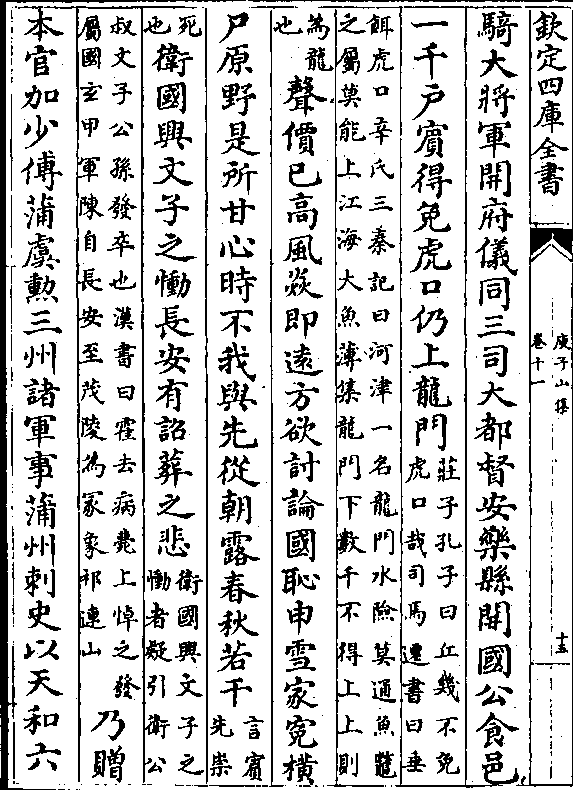 欽定四庫全書
庾子山集
卷十一
十五
騎大將軍開府儀同三司大都督安樂縣開國公食邑
一千戶賓得免虎口仍上龍門莊子孔子曰丘幾不免
虎口哉司馬遷書曰垂
餌虎口辛氏三秦記曰河津一名龍門水險莫通魚鼈
之屬莫能上江海大魚薄集龍門下數千不得上上則
為龍
也
聲價已高風猋即遠方欲討論國恥申雪家寃橫
尸原野是所甘心時不我與先從朝露春秋若干言賓
先崇
死
也
衛國興文子之慟長安有詔葬之悲衛國興文子之
慟者疑引衛公
叔文子公孫發卒也漢書曰霍去病薨上悼之發
屬國玄甲軍陳自長安至茂陵為冢象祁連山
乃贈
本官加少傅蒲虞勲三州諸軍事蒲州刺史以天和六